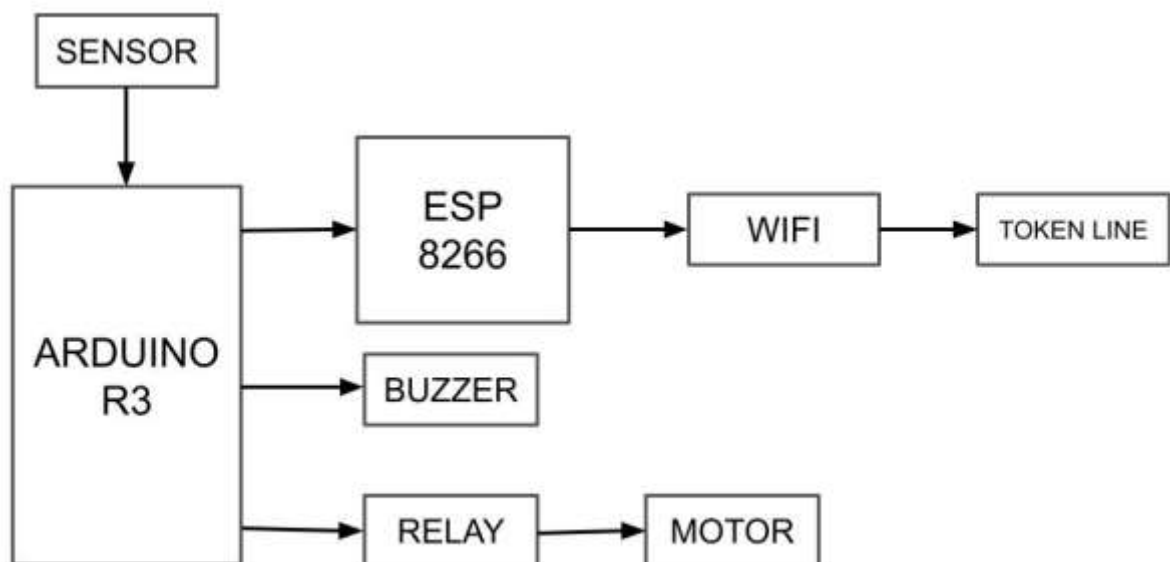 SENSOR
ESP
8266
WIFI
TOKEN LINE
ARDUINO
R3
BUZZER
RELAY
MOTOR